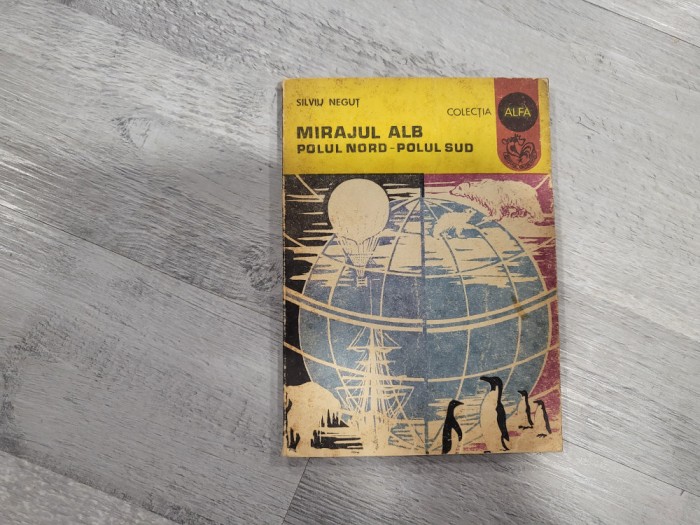 SILVIU NEGUȚ
COLECȚIA ALFA
MIRAJUL ALB
POLUL NORD-POLUL SUD